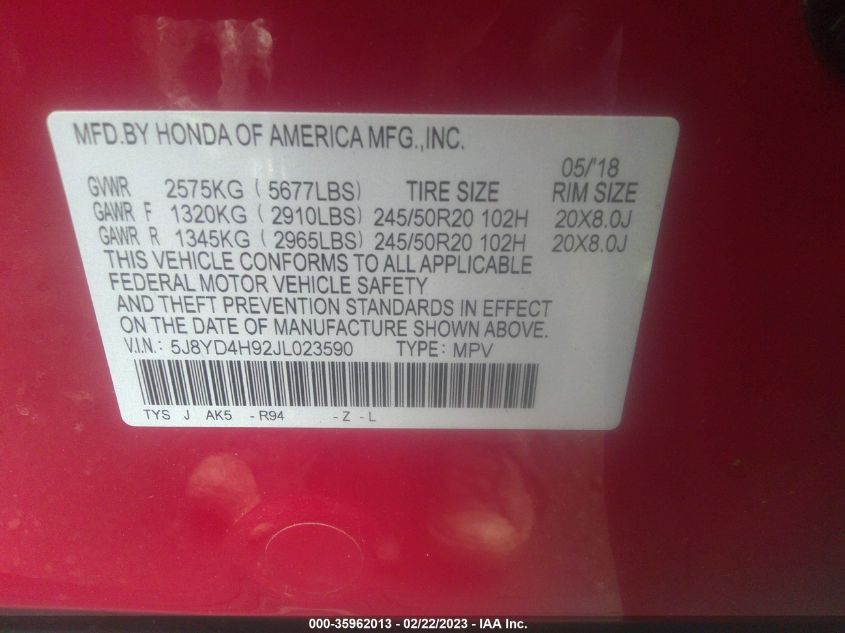 MFD.BY HONDA OF AMERICA MFG.,INC.
05/'18
GVWR 2575KG ( 5677LBS) TIRE SIZE RIM SIZE
GAWR F 1320KG ( 2910LBS) 245/50R20 102H 20X8.0J
GAWR R 1345KG ( 2965LBS) 245/50R20 102H 20X8.0J
THIS VEHICLE CONFORMS TO ALL APPLICABLE
FEDERAL MOTOR VEHICLE SAFETY
AND THEFT PREVENTION STANDARDS IN EFFECT
ON THE DATE OF MANUFACTURE SHOWN ABOVE.
V.I.N.: 5J8YD4H92JL023590 TYPE: MPV
TYS J AK5 -R94 -Z -L
000-35962013 - 02/22/2023 - IAA Inc.